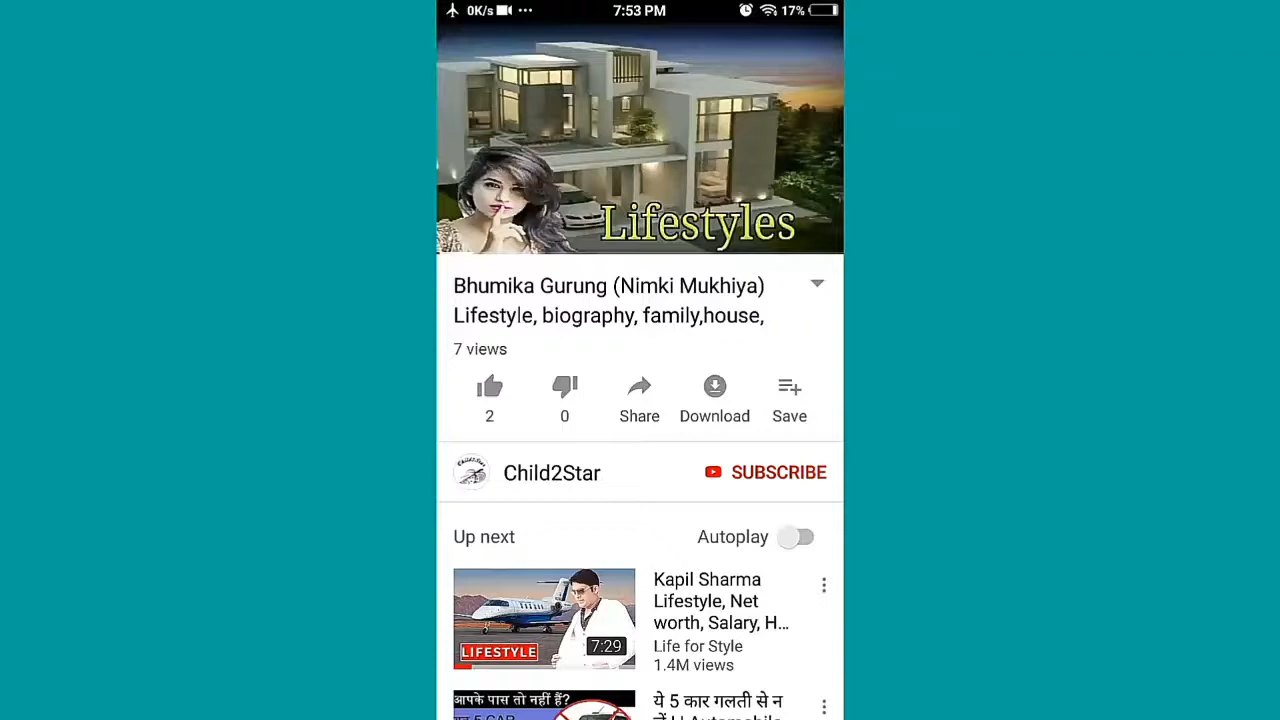 0K/s ... 7:53 PM 17%
Lifestyles
Bhumika Gurung (Nimki Mukhiya)
Lifestyle, biography, family,house,
7 views
2 0 Share Download Save
Child2Star SUBSCRIBE
Up next Autoplay
Kapil Sharma
Lifestyle, Net
worth, Salary, H...
Life for Style
1.4M views
LIFESTYLE 7:29
आपके पास तो नहीं हैं?
ये 5 कार गलती से न